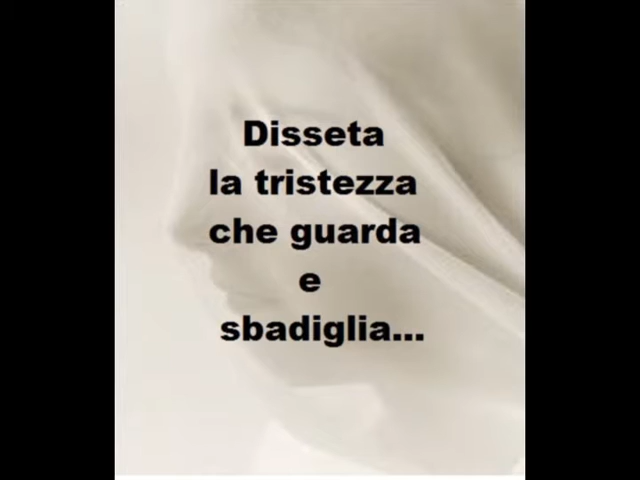 Disseta
la tristezza
che guarda
e
sbadiglia...